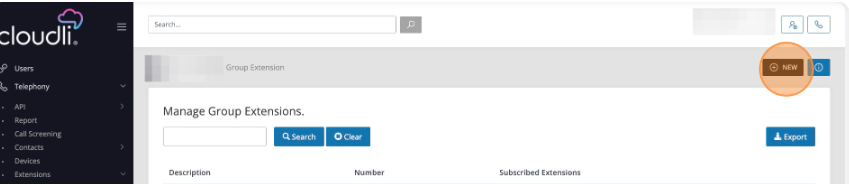 cloudli.
Search...
Users
Telephony
API
Report
Call Screening
Contacts
Devices
Extensions
Group Extension
NEW
Manage Group Extensions.
Search
Clear
Export
Description Number Subscribed Extensions